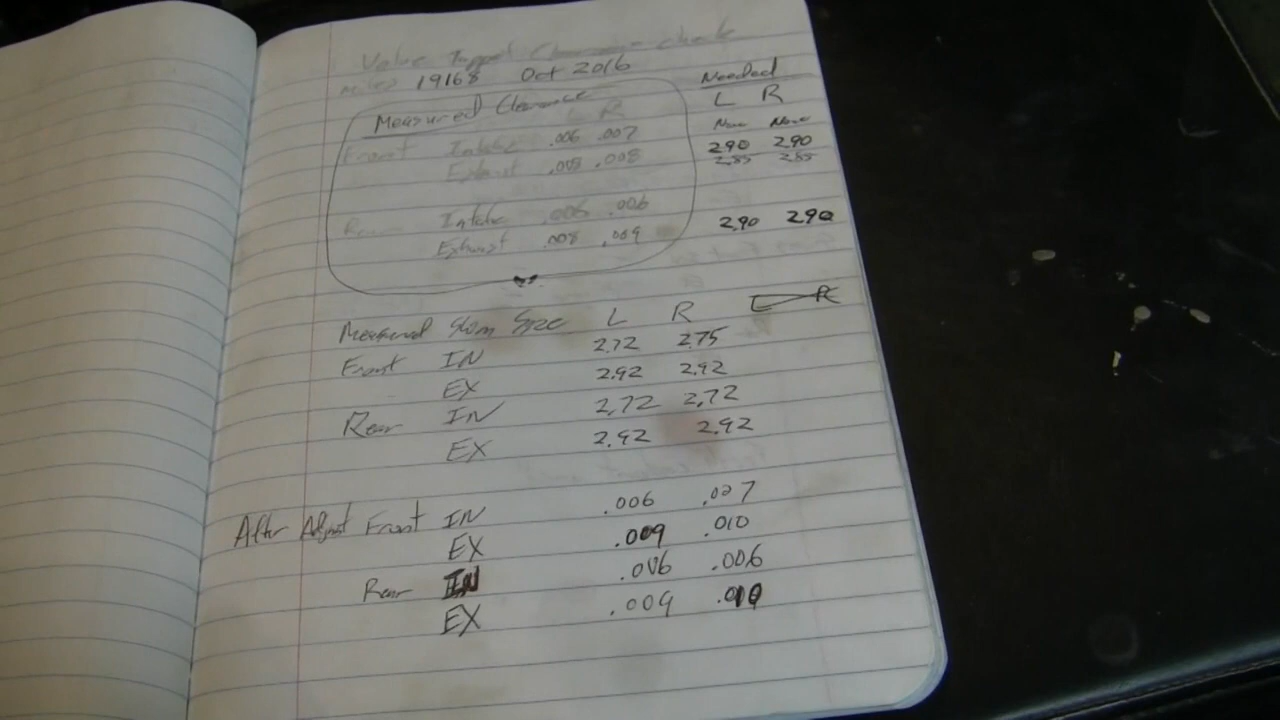 Valve Tappet Clearance check
miles 19168 Oct 2016
Needed
L R
Measured Clearance
L R
None None
Front Intake .006 .007
2.90 2.90
Exhaust .008 .008
2.85 2.85
Rear Intake .006 .006
Exhaust .008 .009 2.90 2.90
Measured Shim Size L R L R
Front IN 2.72 2.75
EX 2.92 2.92
Rear IN 2.72 2.72
EX 2.92 2.92
After Adjust Front IN .006 .007
EX .009 .010
Rear IN .006 .006
EX .009 .010